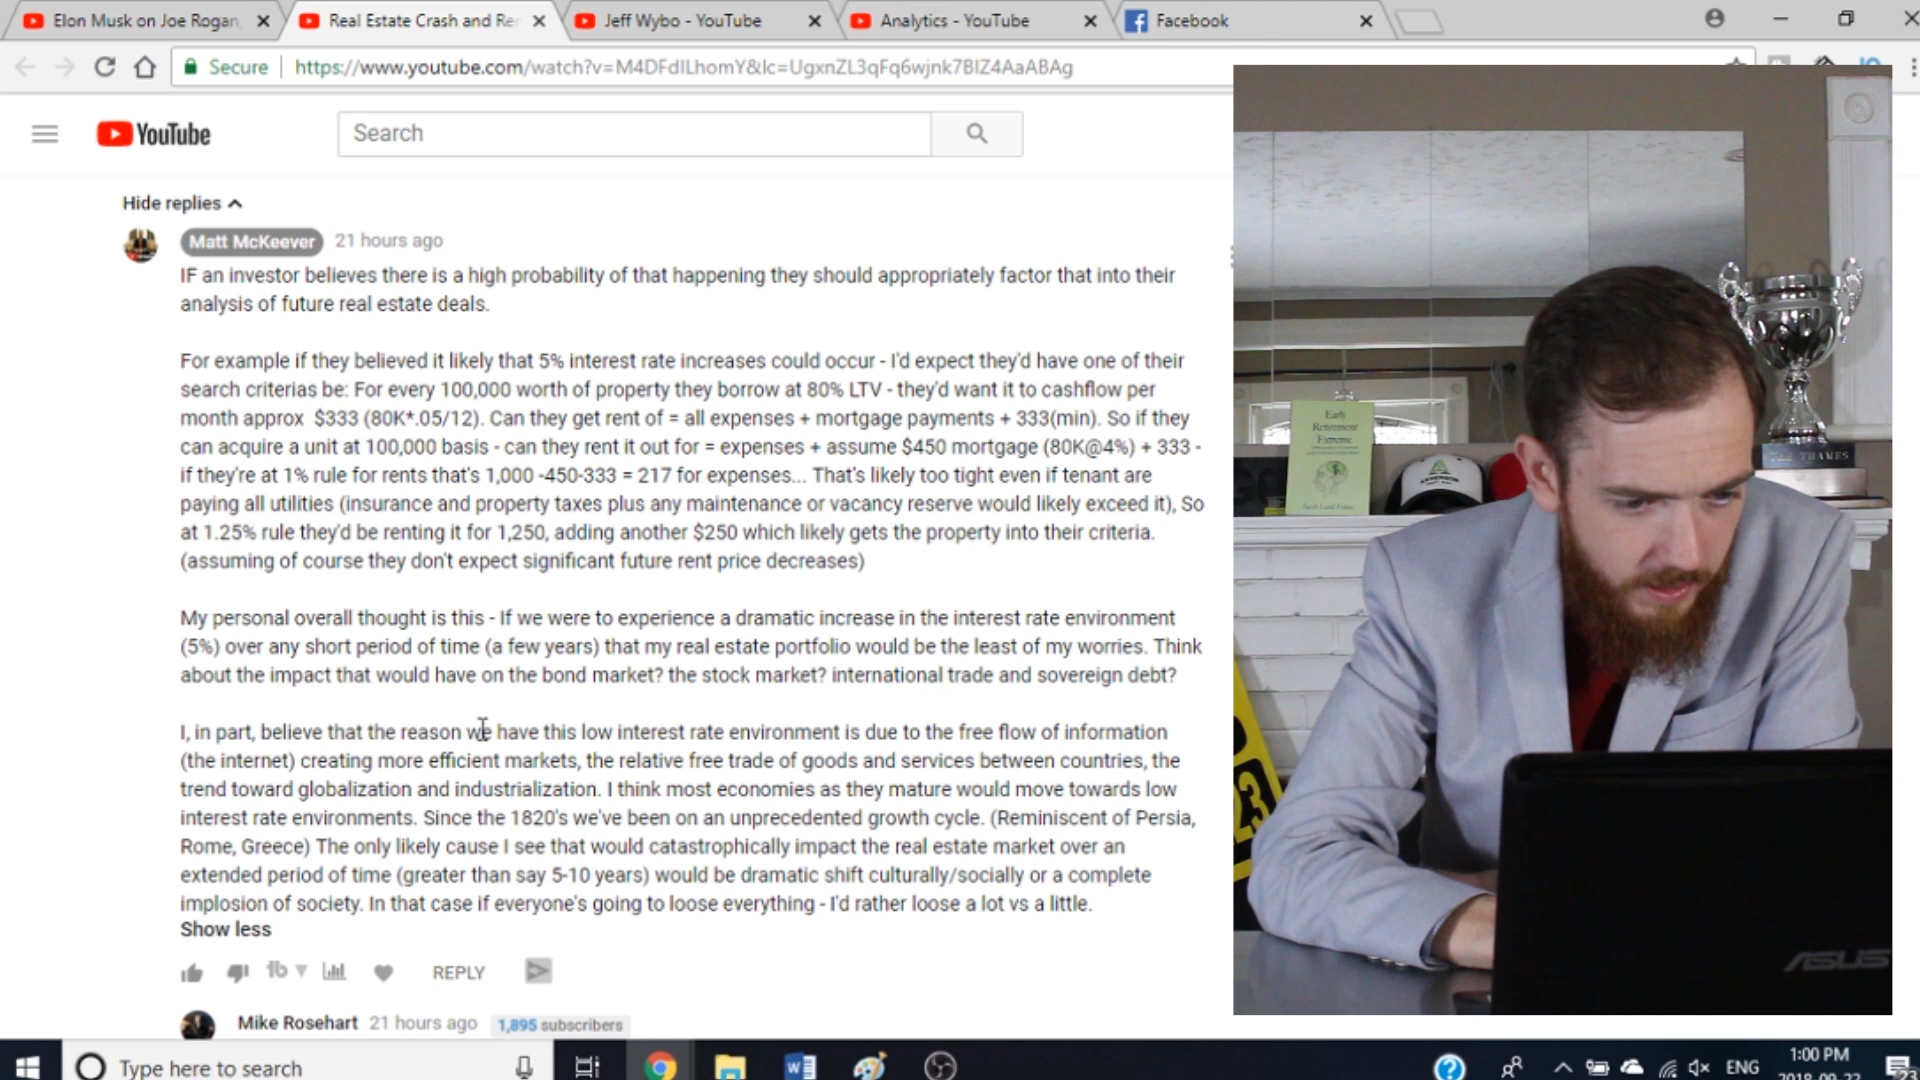 Elon Musk on Joe Rogan,
Real Estate Crash and Re
Jeff Wybo - YouTube
Analytics - YouTube
Facebook
Secure
https://www.youtube.com/watch?v=M4DFdILhomY&lc=UgxnZL3qFq6wjnk7BIZ4AaABAg
YouTube
Search
Hide replies
Matt McKeever 21 hours ago
IF an investor believes there is a high probability of that happening they should appropriately factor that into their
analysis of future real estate deals.
For example if they believed it likely that 5% interest rate increases could occur - I'd expect they'd have one of their
search criterias be: For every 100,000 worth of property they borrow at 80% LTV - they'd want it to cashflow per
month approx $333 (80K*.05/12). Can they get rent of = all expenses + mortgage payments + 333(min). So if they
can acquire a unit at 100,000 basis - can they rent it out for = expenses + assume $450 mortgage (80K@4%) + 333 -
if they're at 1% rule for rents that's 1,000 -450-333 = 217 for expenses... That's likely too tight even if tenant are
paying all utilities (insurance and property taxes plus any maintenance or vacancy reserve would likely exceed it), So
at 1.25% rule they'd be renting it for 1,250, adding another $250 which likely gets the property into their criteria.
(assuming of course they don't expect significant future rent price decreases)
My personal overall thought is this - If we were to experience a dramatic increase in the interest rate environment
(5%) over any short period of time (a few years) that my real estate portfolio would be the least of my worries. Think
about the impact that would have on the bond market? the stock market? international trade and sovereign debt?
I, in part, believe that the reason we have this low interest rate environment is due to the free flow of information
(the internet) creating more efficient markets, the relative free trade of goods and services between countries, the
trend toward globalization and industrialization. I think most economies as they mature would move towards low
interest rate environments. Since the 1820's we've been on an unprecedented growth cycle. (Reminiscent of Persia,
Rome, Greece) The only likely cause I see that would catastrophically impact the real estate market over an
extended period of time (greater than say 5-10 years) would be dramatic shift culturally/socially or a complete
implosion of society. In that case if everyone's going to loose everything - I'd rather loose a lot vs a little.
Show less
REPLY
Mike Rosehart 21 hours ago 1,895 subscribers
Early
Retirement
Extreme
THE THAMES
23
ASUS
Type here to search
ENG
1:00 PM
2018-09-23